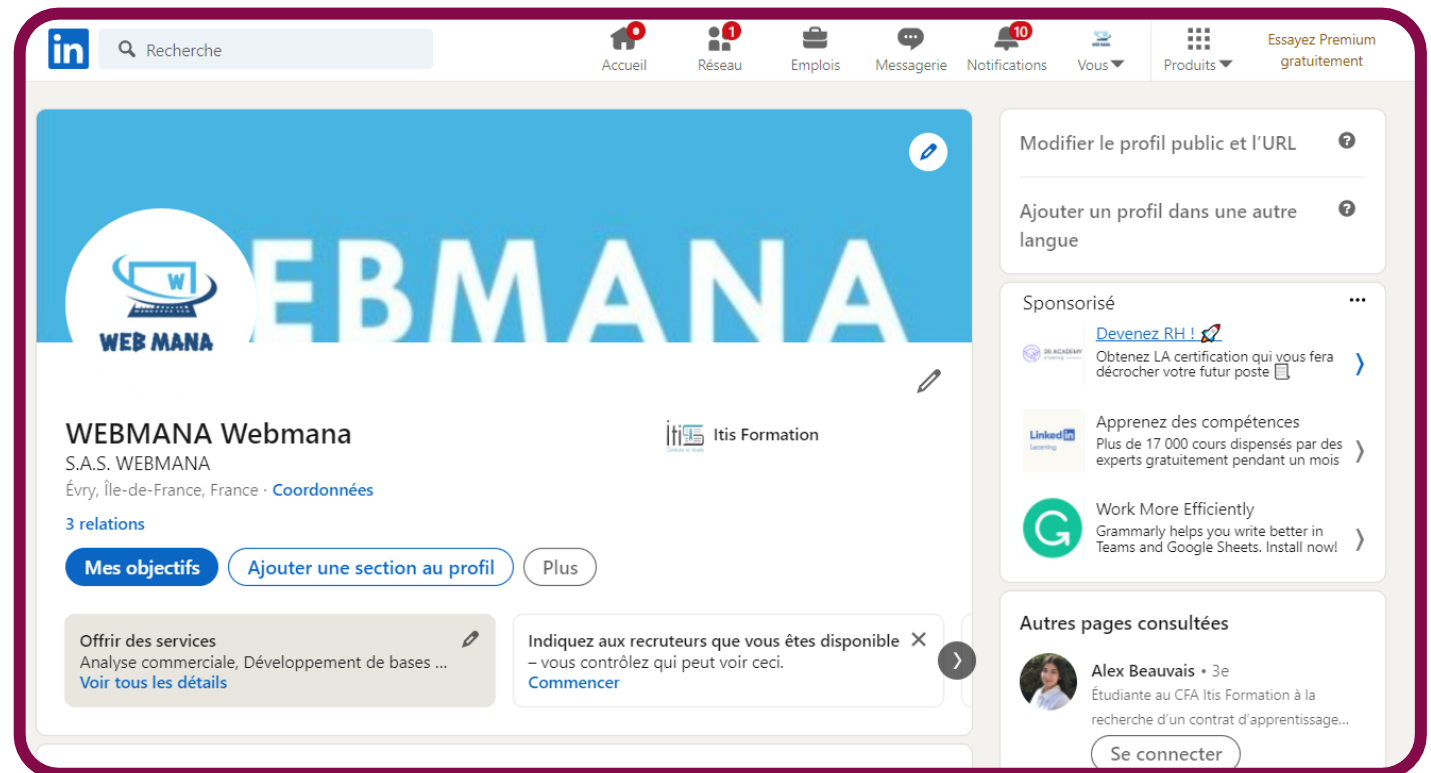 in
Recherche
Accueil
1
Réseau
Emplois
Messagerie
10
Notifications
Vous
Produits
Essayez Premium
gratuitement
EBMANA
W
WEB MANA
WEBMANA Webmana
S.A.S. WEBMANA
Évry, Île-de-France, France · Coordonnées
3 relations
Itis Formation
Mes objectifs
Ajouter une section au profil
Plus
Offrir des services
Analyse commerciale, Développement de bases ...
Voir tous les détails
Indiquez aux recruteurs que vous êtes disponible
– vous contrôlez qui peut voir ceci.
Commencer
Modifier le profil public et l'URL
Ajouter un profil dans une autre
langue
Sponsorisé
Devenez RH ! 🚀
Obtenez LA certification qui vous fera
décrocher votre futur poste
Linked in
Learning
Apprenez des compétences
Plus de 17 000 cours dispensés par des
experts gratuitement pendant un mois
G
Work More Efficiently
Grammarly helps you write better in
Teams and Google Sheets. Install now!
Autres pages consultées
Alex Beauvais • 3e
Étudiante au CFA Itis Formation à la
recherche d'un contrat d'apprentissage...
Se connecter